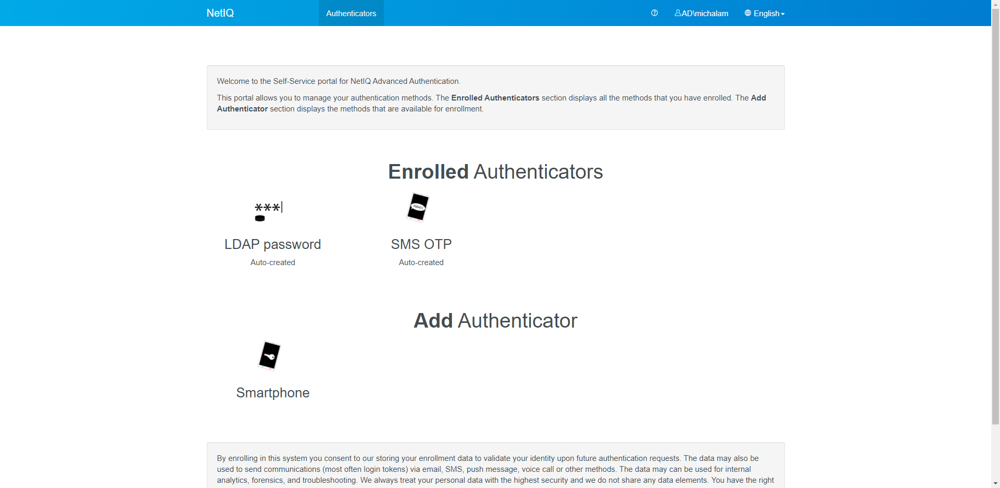 NetIQ
Authenticators
AD\michalam
English
Welcome to the Self-Service portal for NetIQ Advanced Authentication.
This portal allows you to manage your authentication methods. The Enrolled Authenticators section displays all the methods that you have enrolled. The Add
Authenticator section displays the methods that are available for enrollment.
Enrolled Authenticators
***|
768451
LDAP password
SMS OTP
Auto-created
Auto-created
Add Authenticator
Smartphone
By enrolling in this system you consent to our storing your enrollment data to validate your identity upon future authentication requests. The data may also be
used to send communications (most often login tokens) via email, SMS, push message, voice call or other methods. The data may can be used for internal
analytics, forensics, and troubleshooting. We always treat your personal data with the highest security and we do not share any data elements. You have the right